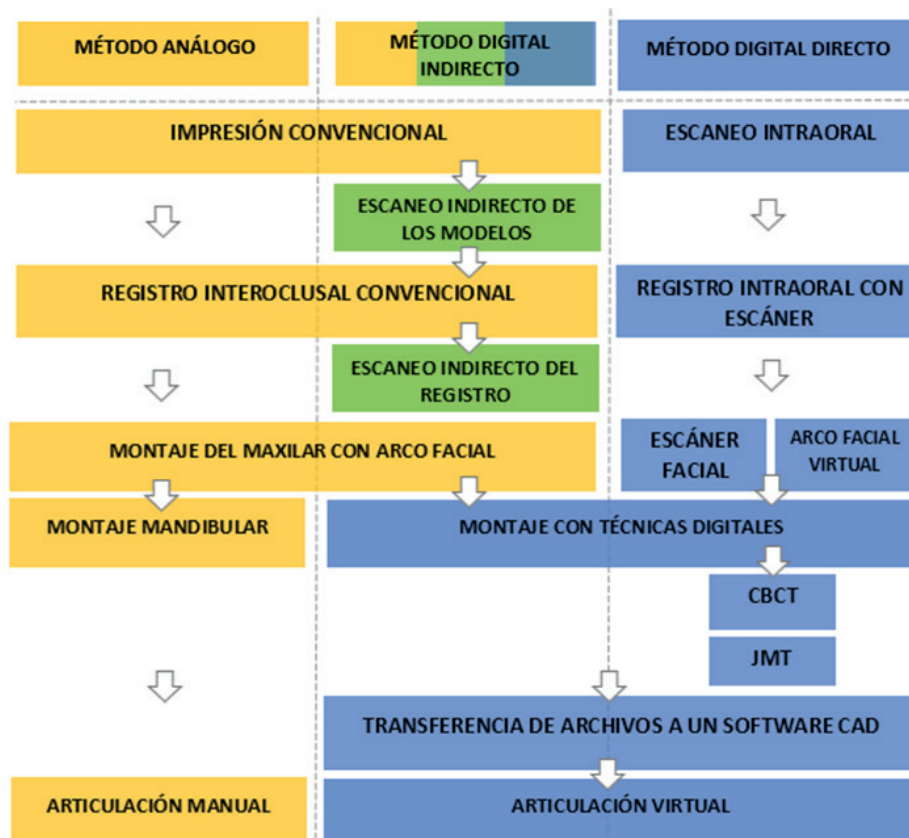 MÉTODO ANÁLOGO
MÉTODO DIGITAL
INDIRECTO
MÉTODO DIGITAL DIRECTO
IMPRESIÓN CONVENCIONAL
ESCANEO INTRAORAL
ESCANEO INDIRECTO DE
LOS MODELOS
REGISTRO INTEROCLUSAL CONVENCIONAL
REGISTRO INTRAORAL CON
ESCÁNER
ESCANEO INDIRECTO DEL
REGISTRO
MONTAJE DEL MAXILAR CON ARCO FACIAL
ESCÁNER
FACIAL
ARCO FACIAL
VIRTUAL
MONTAJE MANDIBULAR
MONTAJE CON TÉCNICAS DIGITALES
CBCT
JMT
TRANSFERENCIA DE ARCHIVOS A UN SOFTWARE CAD
ARTICULACIÓN MANUAL
ARTICULACIÓN VIRTUAL